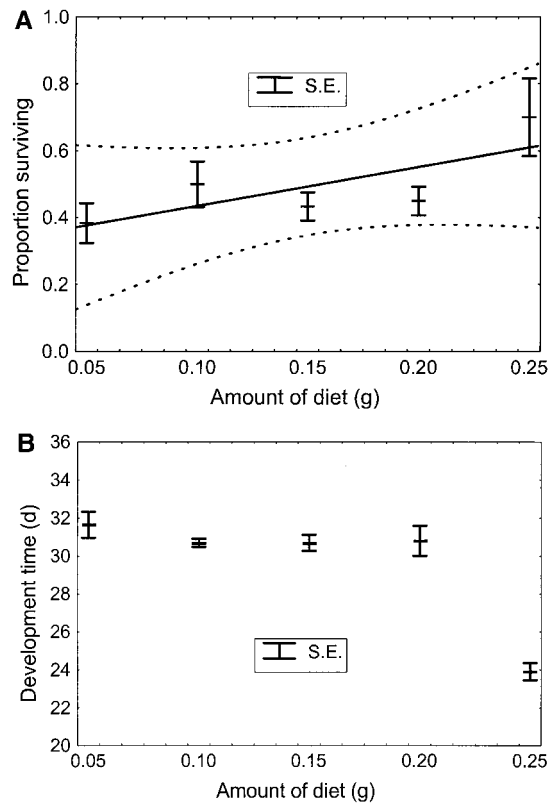 A
1.0
0.8
0.6
0.4
0.2
0.0
Proportion surviving
S.E.
0.05 0.10 0.15 0.20 0.25
Amount of diet (g)
B
36
34
32
30
28
26
24
22
20
Development time (d)
S.E.
0.05 0.10 0.15 0.20 0.25
Amount of diet (g)